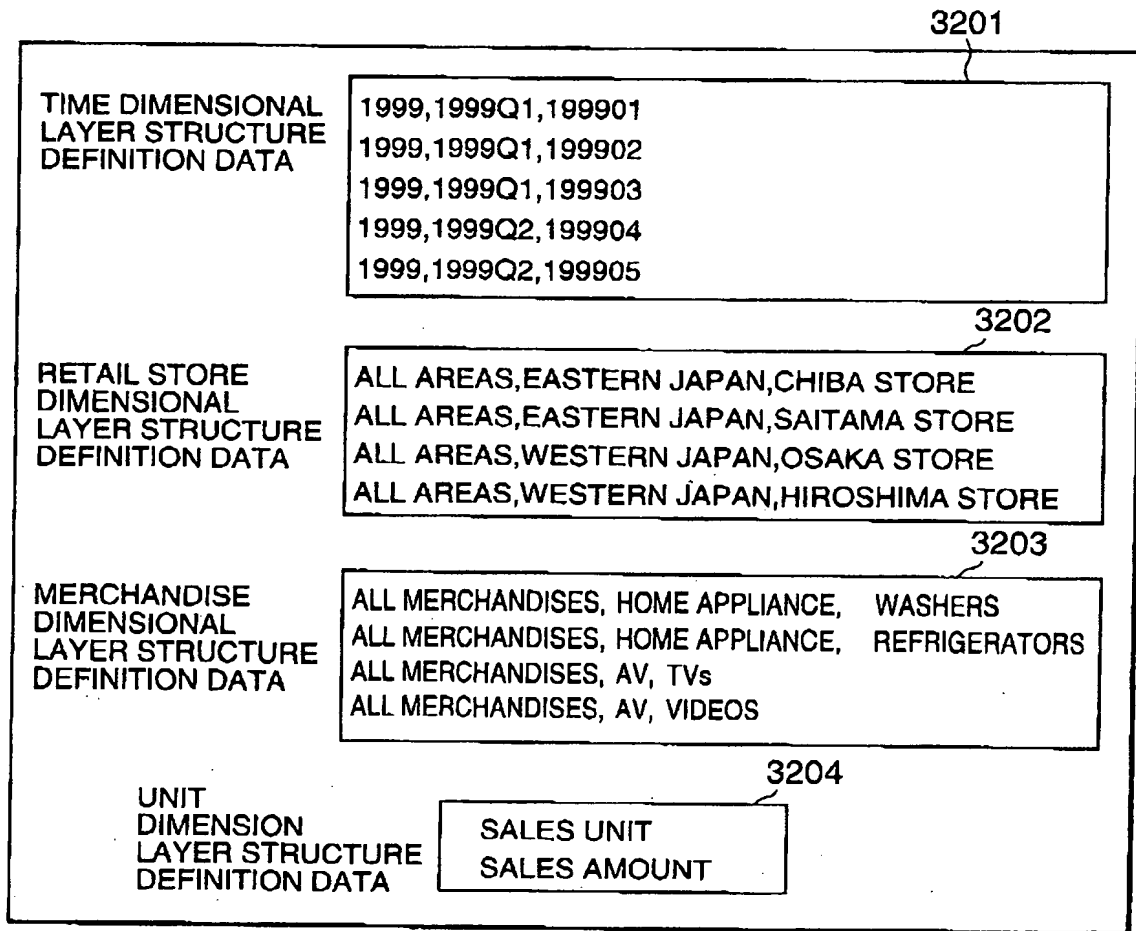 3201
TIME DIMENSIONAL
LAYER STRUCTURE
DEFINITION DATA
1999,1999Q1,199901
1999,1999Q1,199902
1999,1999Q1,199903
1999,1999Q2,199904
1999,1999Q2,199905
3202
RETAIL STORE
DIMENSIONAL
LAYER STRUCTURE
DEFINITION DATA
ALL AREAS,EASTERN JAPAN,CHIBA STORE
ALL AREAS,EASTERN JAPAN,SAITAMA STORE
ALL AREAS,WESTERN JAPAN,OSAKA STORE
ALL AREAS,WESTERN JAPAN,HIROSHIMA STORE
3203
MERCHANDISE
DIMENSIONAL
LAYER STRUCTURE
DEFINITION DATA
ALL MERCHANDISES, HOME APPLIANCE, WASHERS
ALL MERCHANDISES, HOME APPLIANCE, REFRIGERATORS
ALL MERCHANDISES, AV, TVs
ALL MERCHANDISES, AV, VIDEOS
3204
UNIT
DIMENSION
LAYER STRUCTURE
DEFINITION DATA
SALES UNIT
SALES AMOUNT